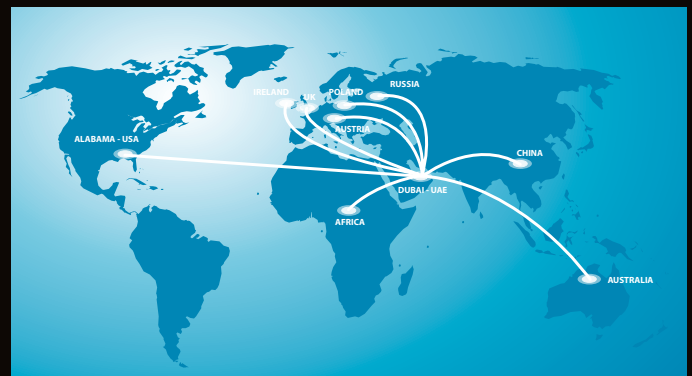 RUSSIA
IRELAND
UK
POLAND
AUSTRIA
ALABAMA - USA
CHINA
DUBAI - UAE
AFRICA
AUSTRALIA